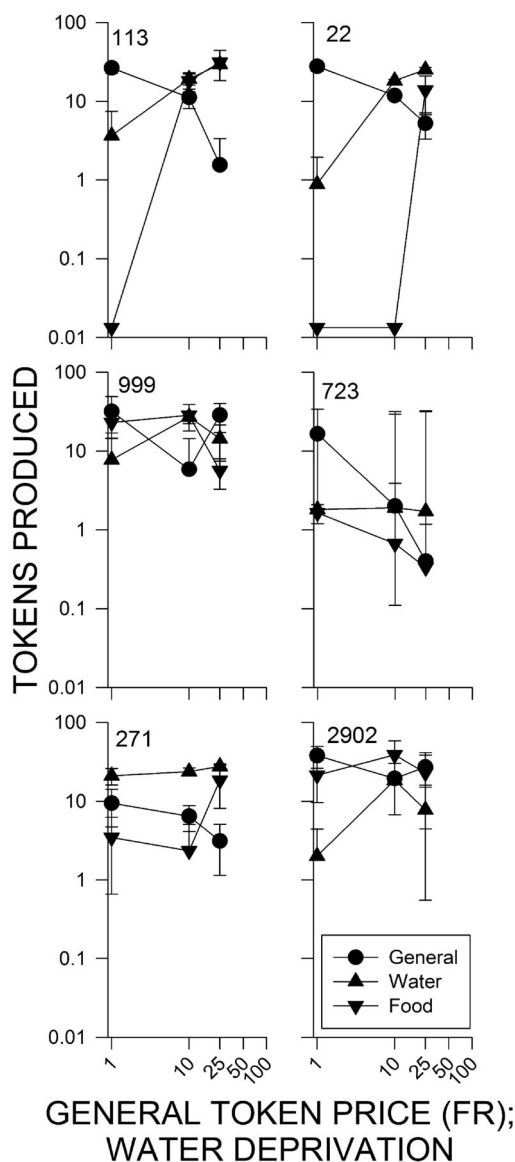 TOKENS PRODUCED
113
100
10
1
0.1
0.01
22
999
100
10
1
0.1
0.01
723
271
100
10
1
0.1
0.01
2902
General
Water
Food
1 10 25 50 100
1 10 25 50 100
GENERAL TOKEN PRICE (FR);
WATER DEPRIVATION